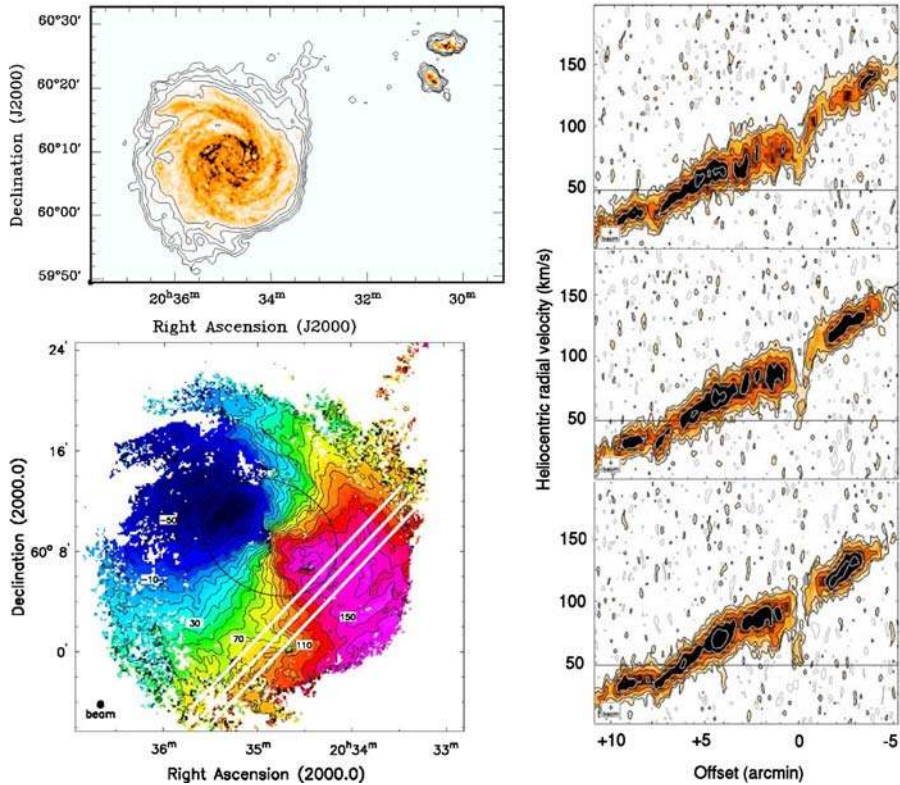 60°30'
60°20'
60°10'
60°00'
59°50'
Declination (J2000)
20ʰ36ᵐ 34ᵐ 32ᵐ 30ᵐ
Right Ascension (J2000)
24'
16'
60° 8'
0'
Declination (2000.0)
-50
-10
30
70
110
150
beam
36ᵐ 35ᵐ 20ʰ34ᵐ 33ᵐ
Right Ascension (2000.0)
150
100
50
beam
150
100
50
beam
150
100
50
beam
Heliocentric radial velocity (km/s)
+10 +5 0 -5
Offset (arcmin)